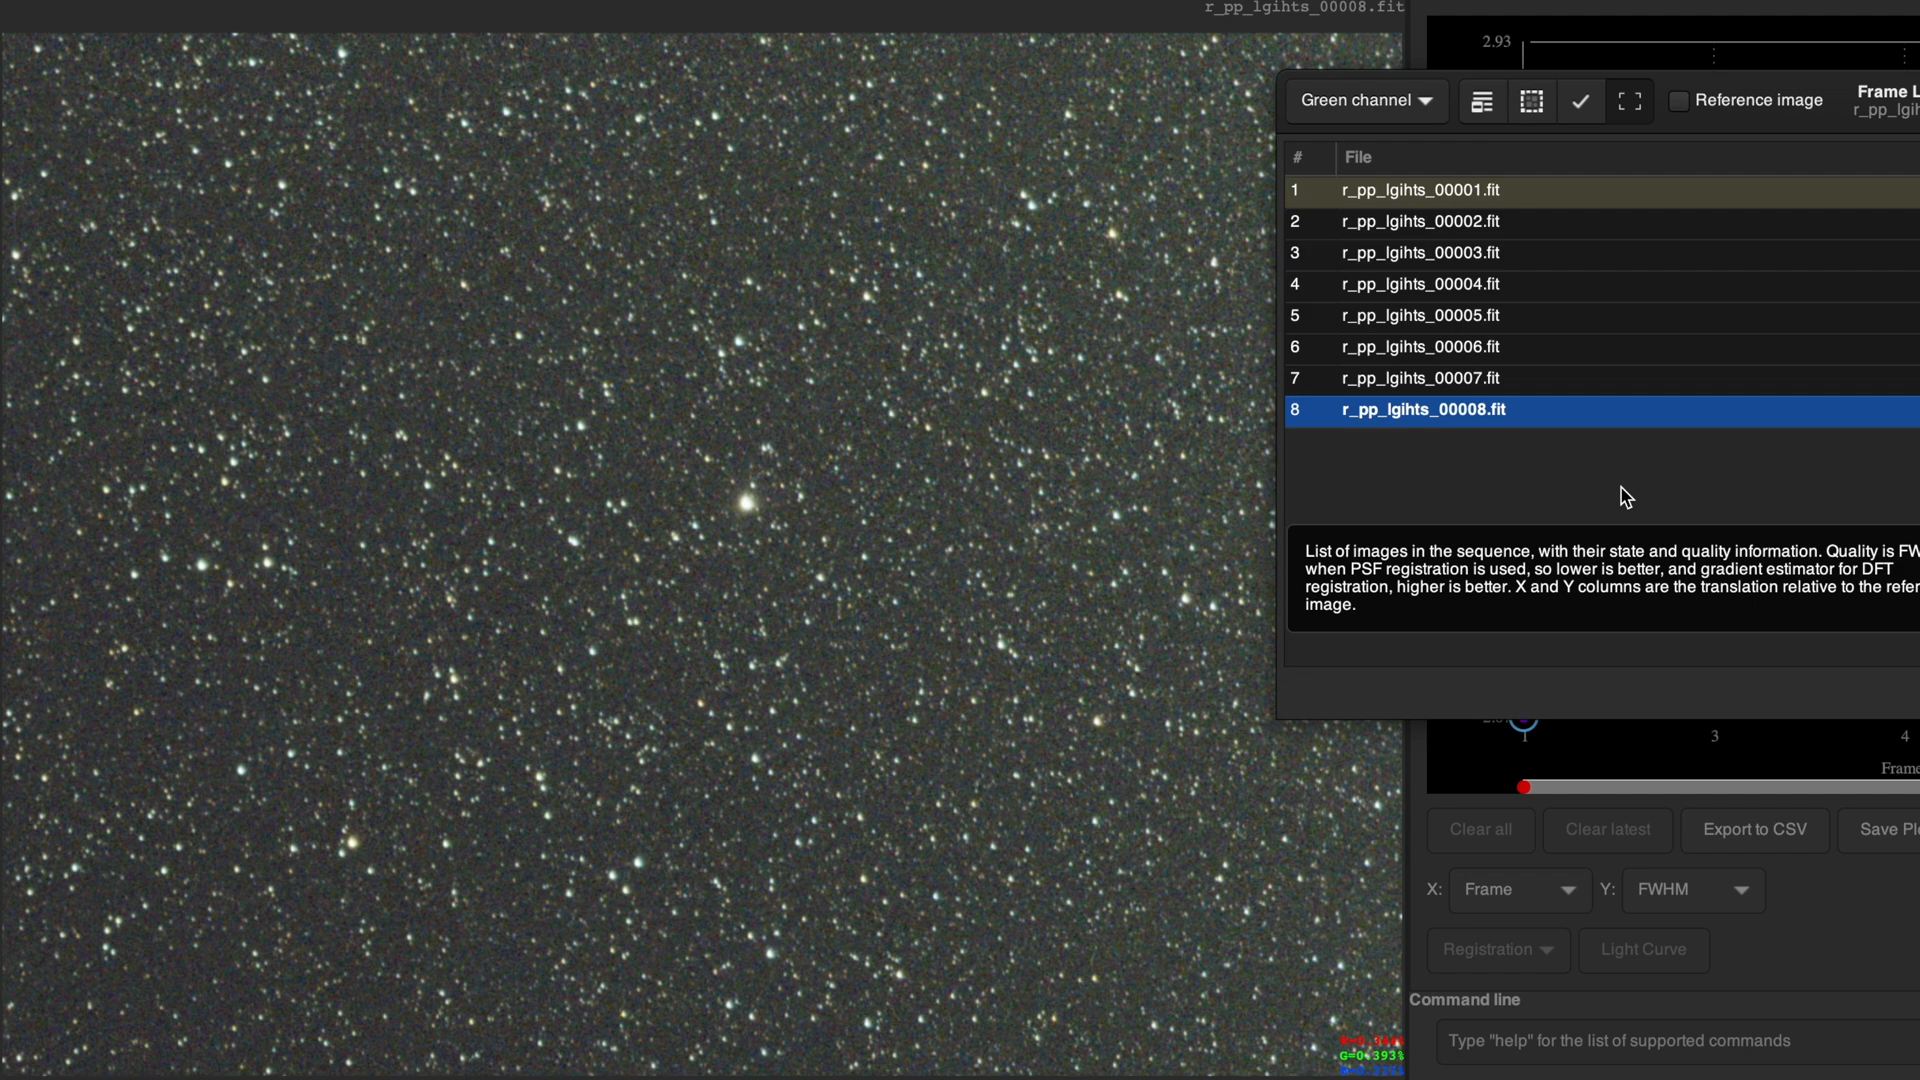 r_pp_lgihts_00008.fit
2.93
Green channel
Reference image
Frame L
r_pp_lgih
# File
1 r_pp_lgihts_00001.fit
2 r_pp_lgihts_00002.fit
3 r_pp_lgihts_00003.fit
4 r_pp_lgihts_00004.fit
5 r_pp_lgihts_00005.fit
6 r_pp_lgihts_00006.fit
7 r_pp_lgihts_00007.fit
8 r_pp_lgihts_00008.fit
List of images in the sequence, with their state and quality information. Quality is FW
when PSF registration is used, so lower is better, and gradient estimator for DFT
registration, higher is better. X and Y columns are the translation relative to the refer
image.
1 3 4
Frame
Clear all Clear latest Export to CSV Save Pl
X: Frame Y: FWHM
Registration Light Curve
Command line
Type "help" for the list of supported commands
G=0.393%